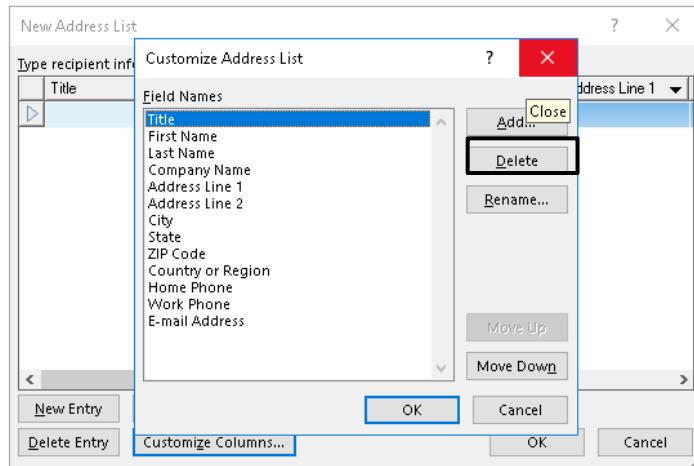 New Address List
?
Customize Address List
?
Type recipient inf
Title
ddress Line 1
Field Names
Title
First Name
Last Name
Company Name
Address Line 1
Address Line 2
City
State
ZIP Code
Country or Region
Home Phone
Work Phone
E-mail Address
Add...
Close
Delete
Rename...
Move Up
Move Down
OK
Cancel
New Entry
Delete Entry
Customize Columns...
OK
Cancel